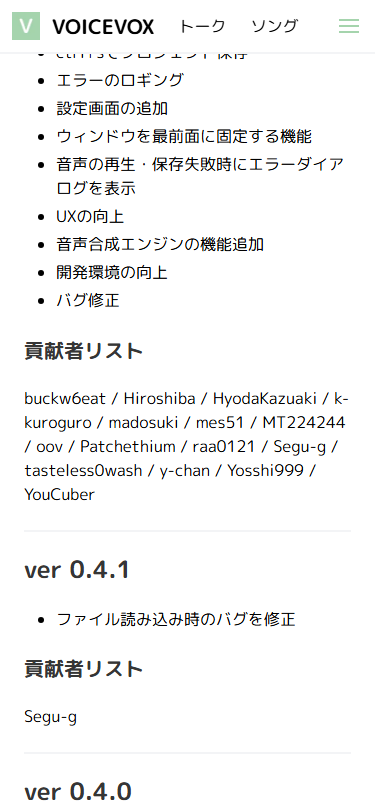 V VOICEVOX トーク ソング
エラーのロギング
設定画面の追加
ウィンドウを最前面に固定する機能
音声の再生・保存失敗時にエラーダイア
ログを表示
UXの向上
音声合成エンジンの機能追加
開発環境の向上
バグ修正
貢献者リスト
buckw6eat / Hiroshiba / HyodaKazuaki / k-
kuroguro / madosuki / mes51 / MT224244
/ oov / Patchethium / raa0121 / Segu-g /
tasteless0wash / y-chan / Yosshi999 /
YouCuber
ver 0.4.1
ファイル読み込み時のバグを修正
貢献者リスト
Segu-g
ver 0.4.0